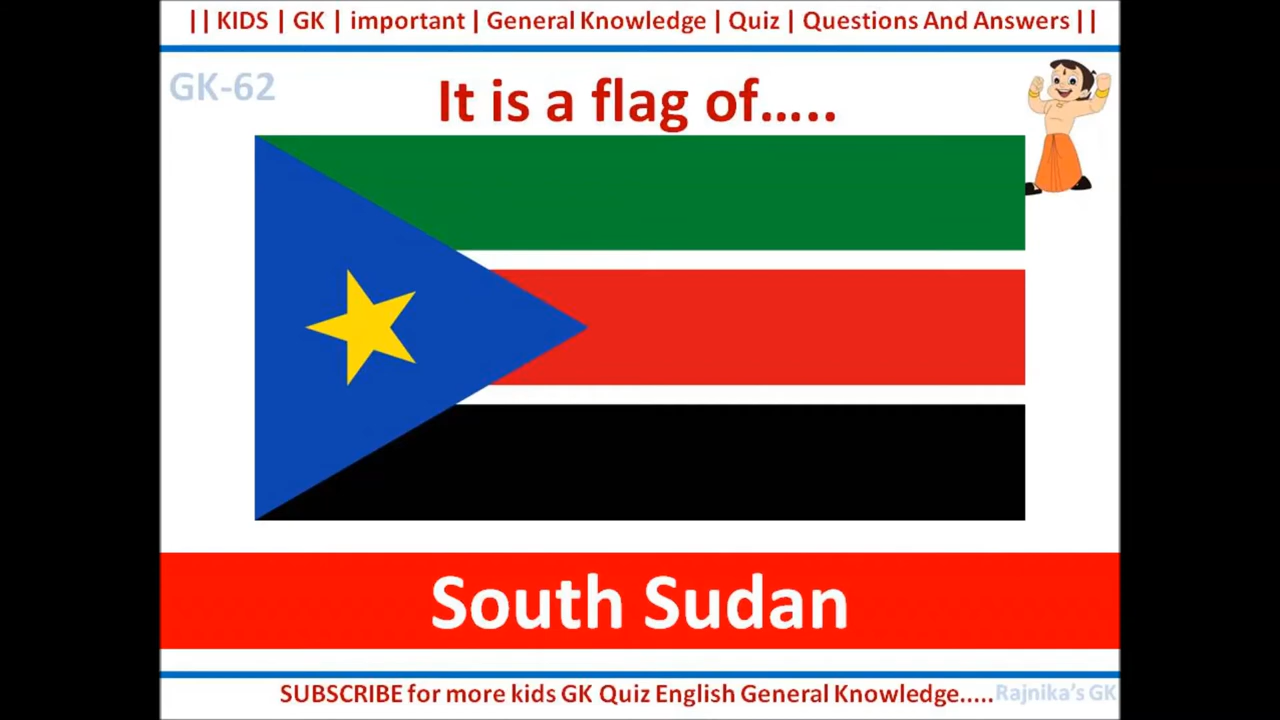 || KIDS | GK | important | General Knowledge | Quiz | Questions And Answers ||
GK-62
It is a flag of…..
South Sudan
SUBSCRIBE for more kids GK Quiz English General Knowledge.....
Rajnika's GK